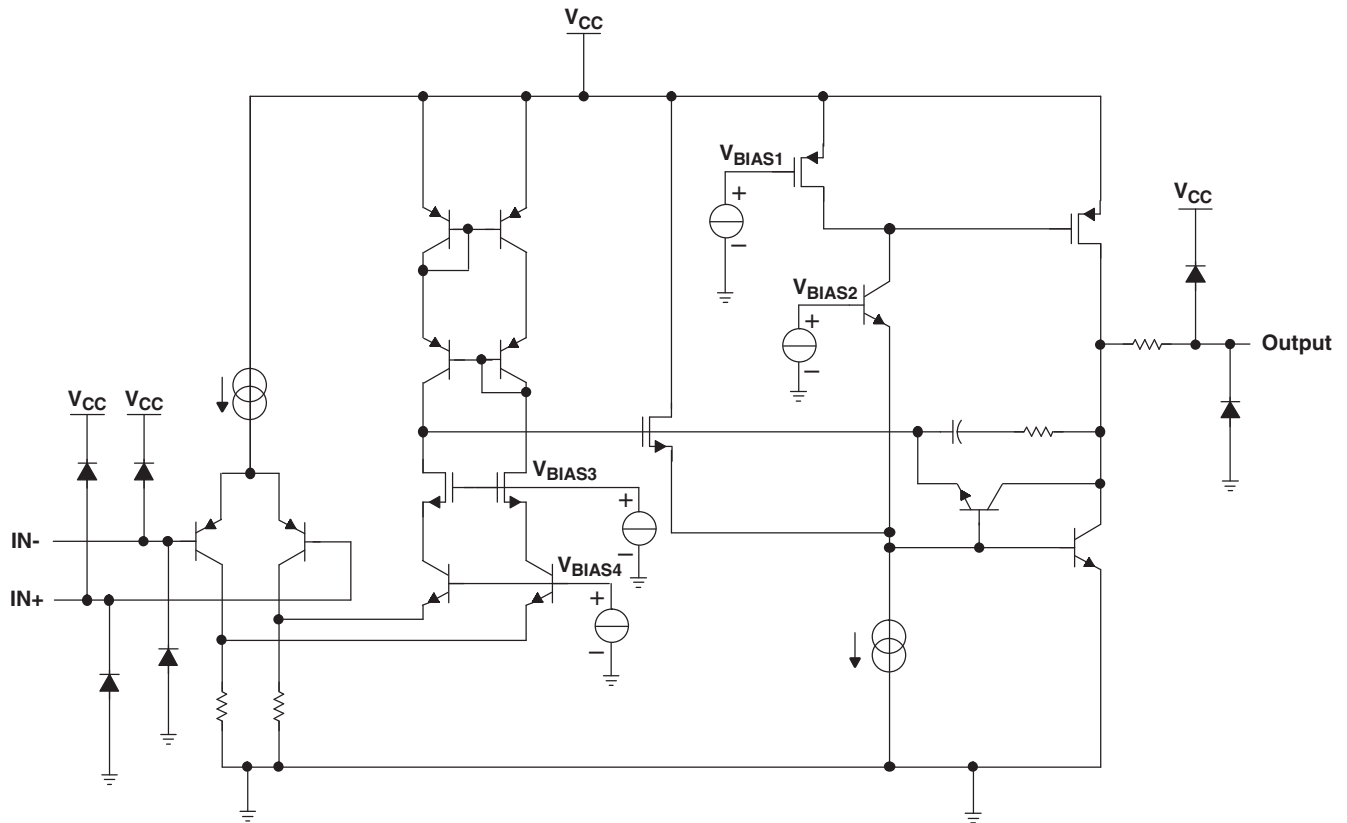 VCC
VBIAS1
VCC
VBIAS2
+
−
+
−
Output
VCC
VCC
VBIAS3
+
−
IN-
VBIAS4
IN+
+
−